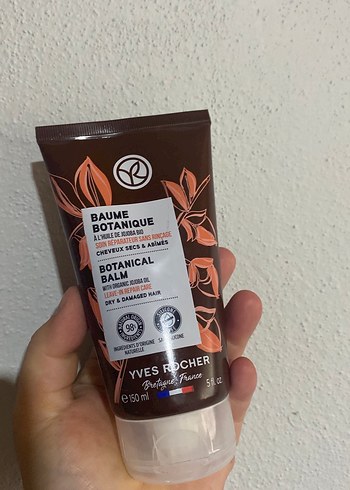 BAUME
BOTANIQUE
À L'HUILE DE JOJOBA BIO
SOIN RÉPARATEUR SANS RINÇAGE
CHEVEUX SECS & ABÎMÉS
BOTANICAL
BALM
WITH ORGANIC JOJOBA OIL
LEAVE-IN REPAIR CARE
DRY & DAMAGED HAIR
98%
INGRÉDIENTS D'ORIGINE
NATURELLE
YVES ROCHER
Bretagne, France
e 150 ml
5 fl. oz.